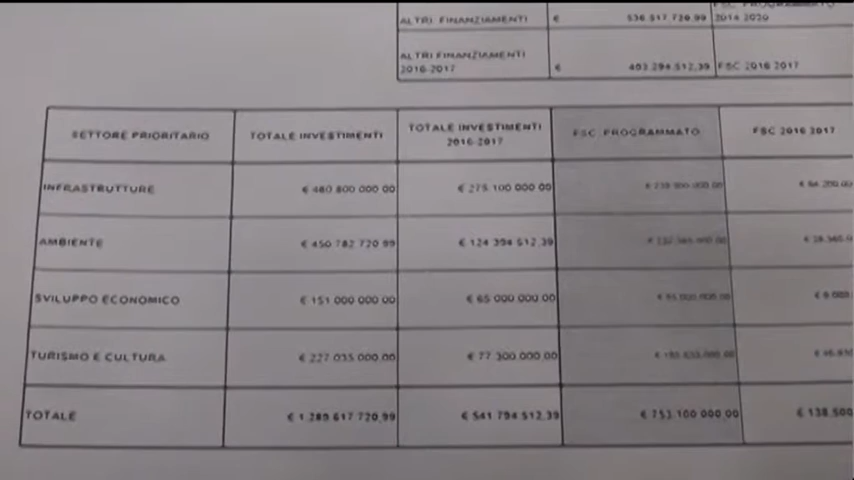 ALTRI FINANZIAMENTI € 536 517 720,99 2014 2020
ALTRI FINANZIAMENTI
2016-2017 € 403 294 512,39 FSC 2016 2017
SETTORE PRIORITARIO TOTALE INVESTIMENTI TOTALE INVESTIMENTI
2016-2017 FSC PROGRAMMATO FSC 2016 2017
INFRASTRUTTURE € 460 800 000 00 € 275 100 000 00
AMBIENTE € 450 782 720 99 € 124 394 512,39
SVILUPPO ECONOMICO € 151 000 000 00 € 65 000 000 00
TURISMO E CULTURA € 227 035 000,00 € 77 300 000,00
TOTALE € 1 289 617 720,99 € 541 794 512,39 € 753 100 000,00 € 138 500